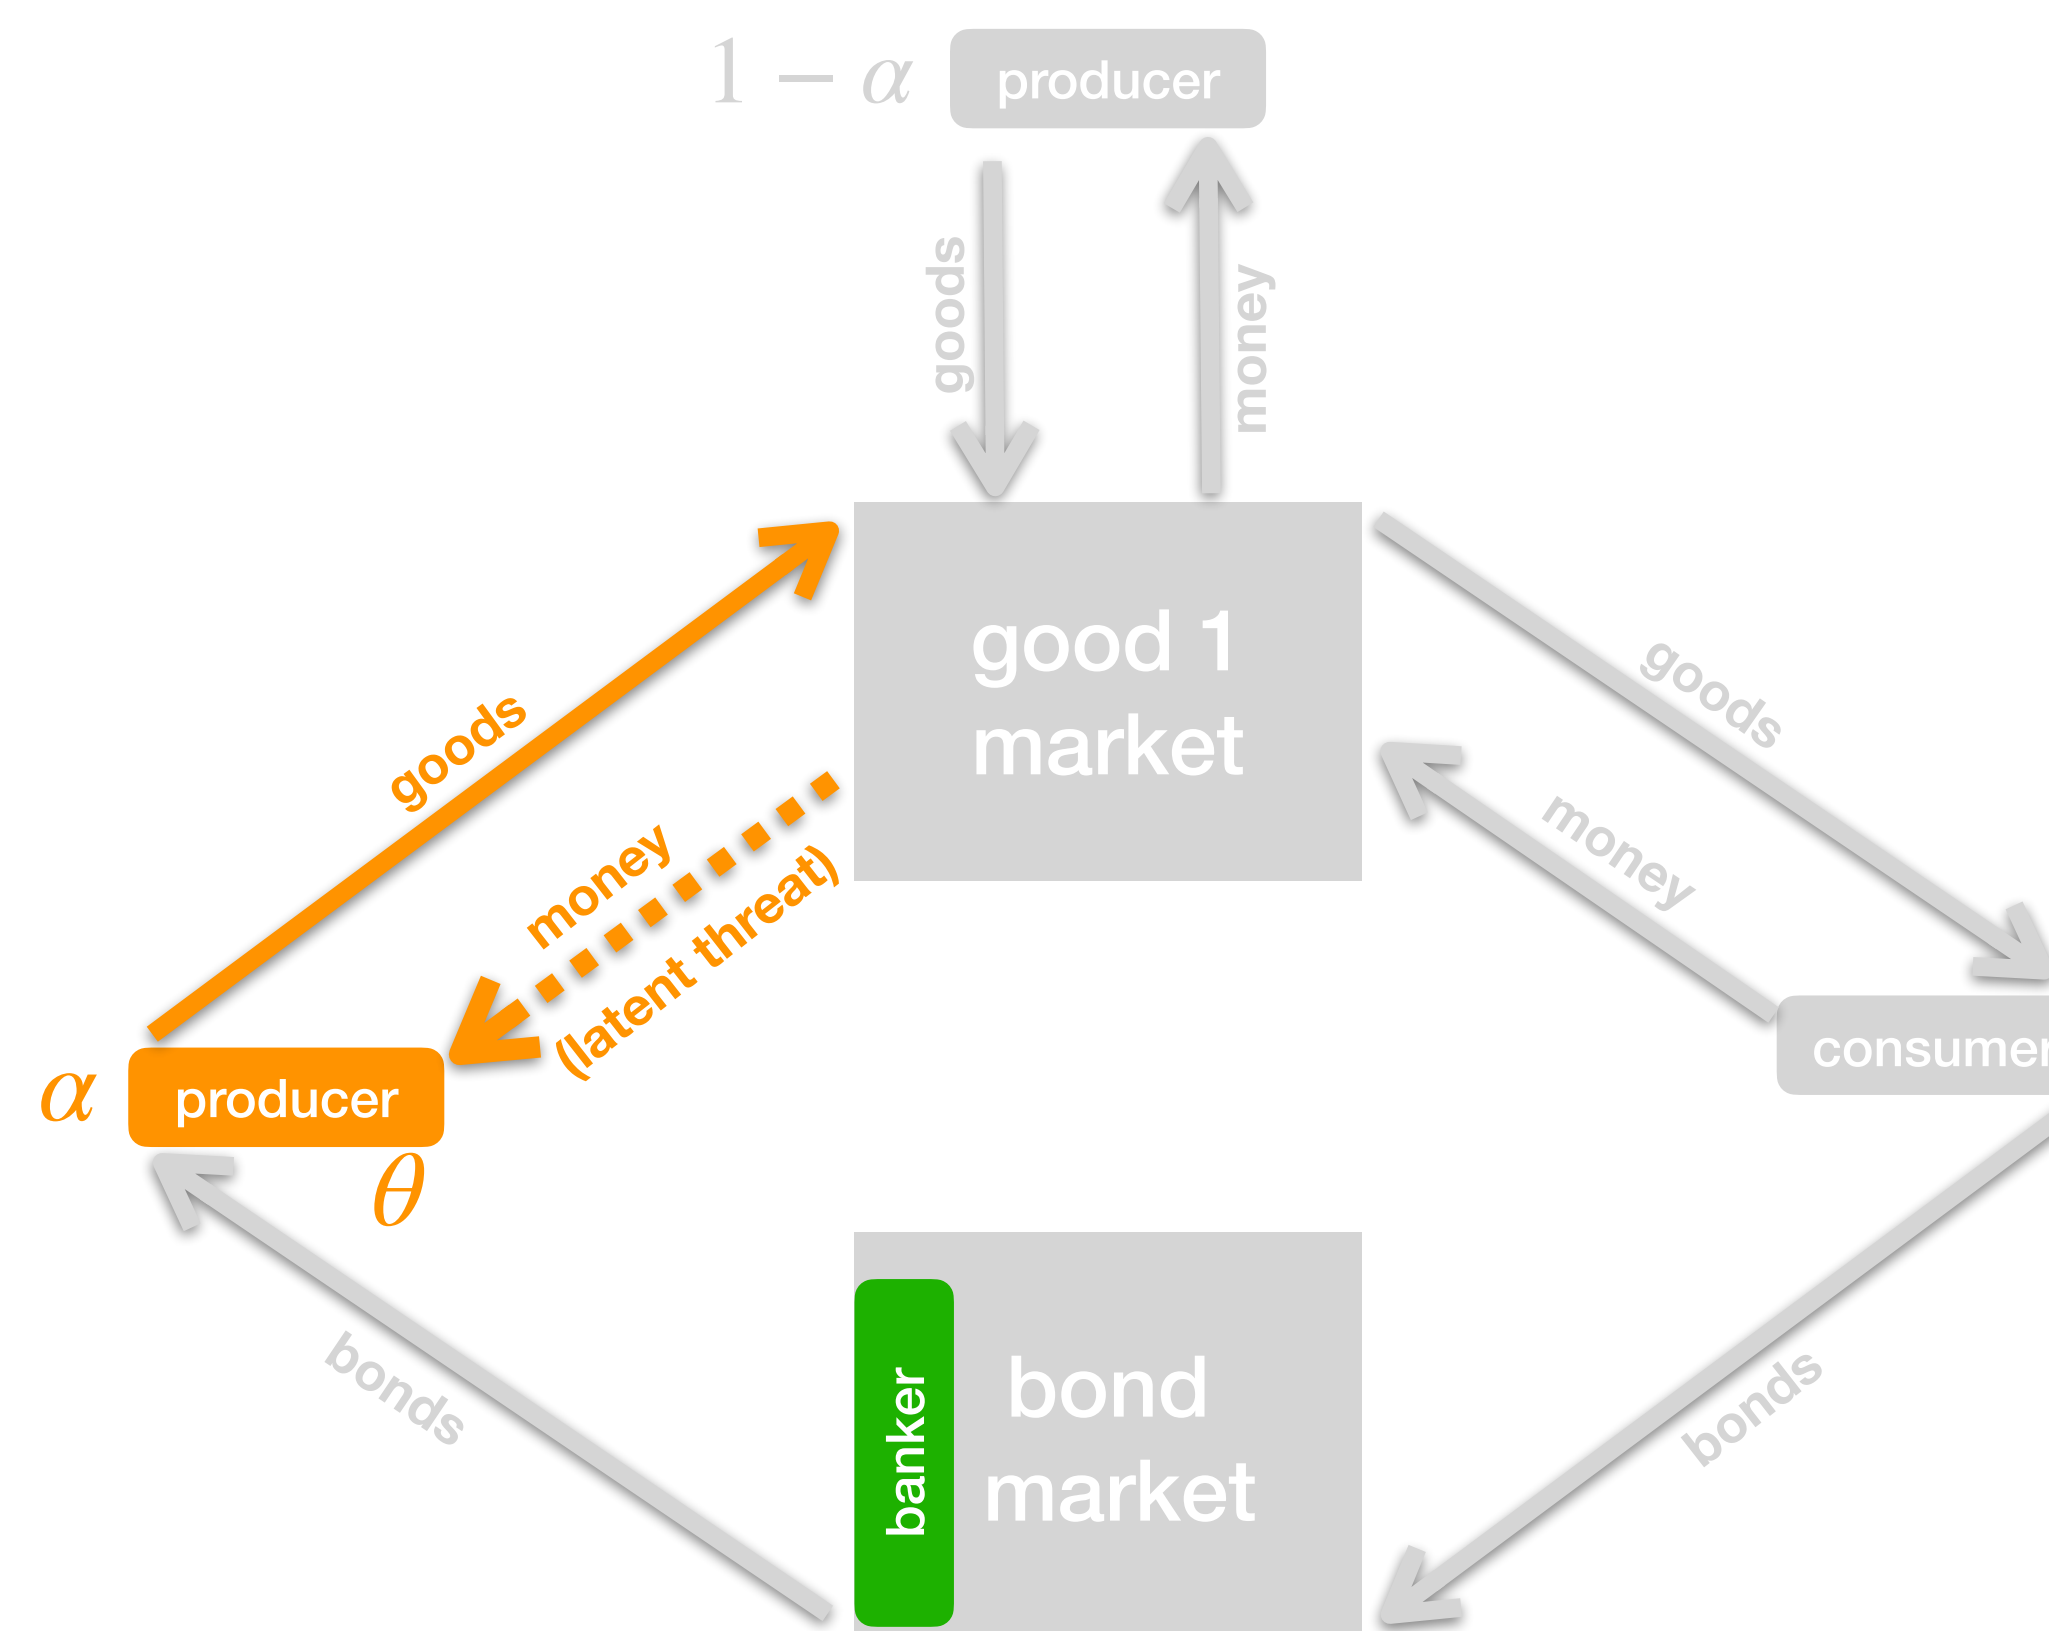 1 − α
producer
goods
money
good 1
market
goods
goods
money
money
(latent threat)
consumer
α
producer
θ
bonds
banker
bond
market
bonds